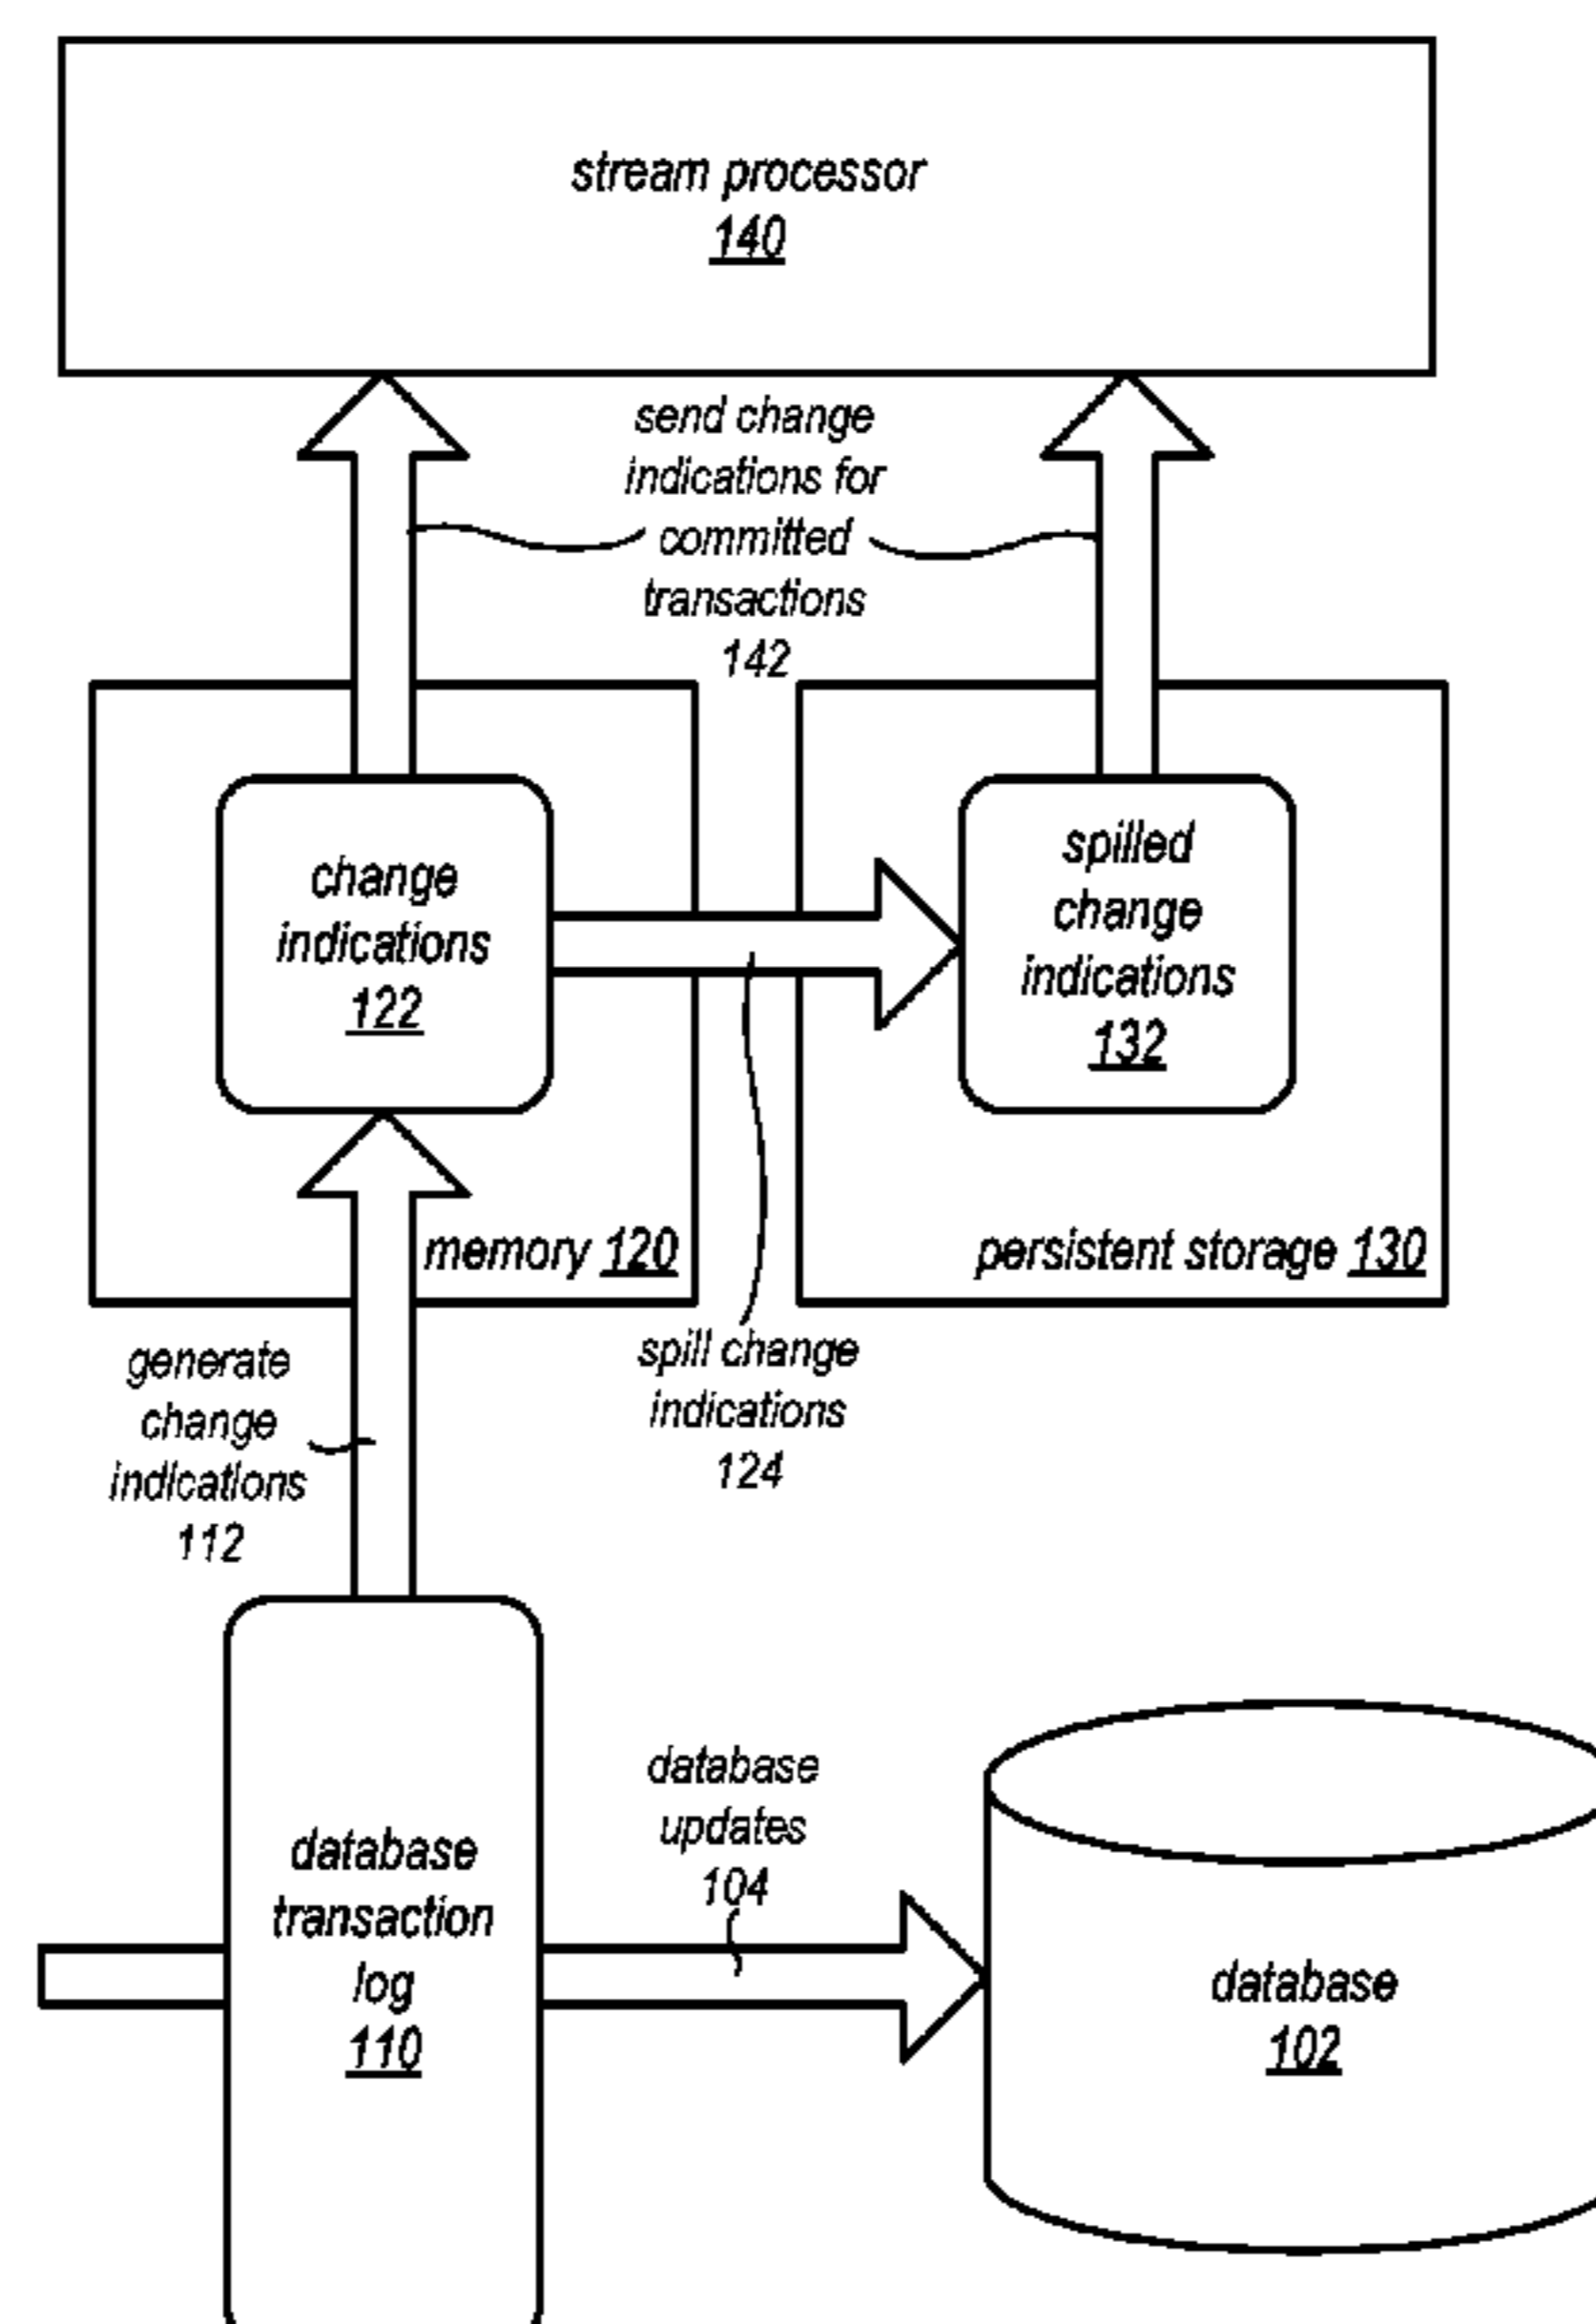 stream processor
140
send change
indications for
committed
transactions
142
change
indications
122
spilled
change
indications
132
memory 120
persistent storage 130
generate
change
indications
112
spill change
indications
124
database
updates
104
database
transaction
log
110
database
102